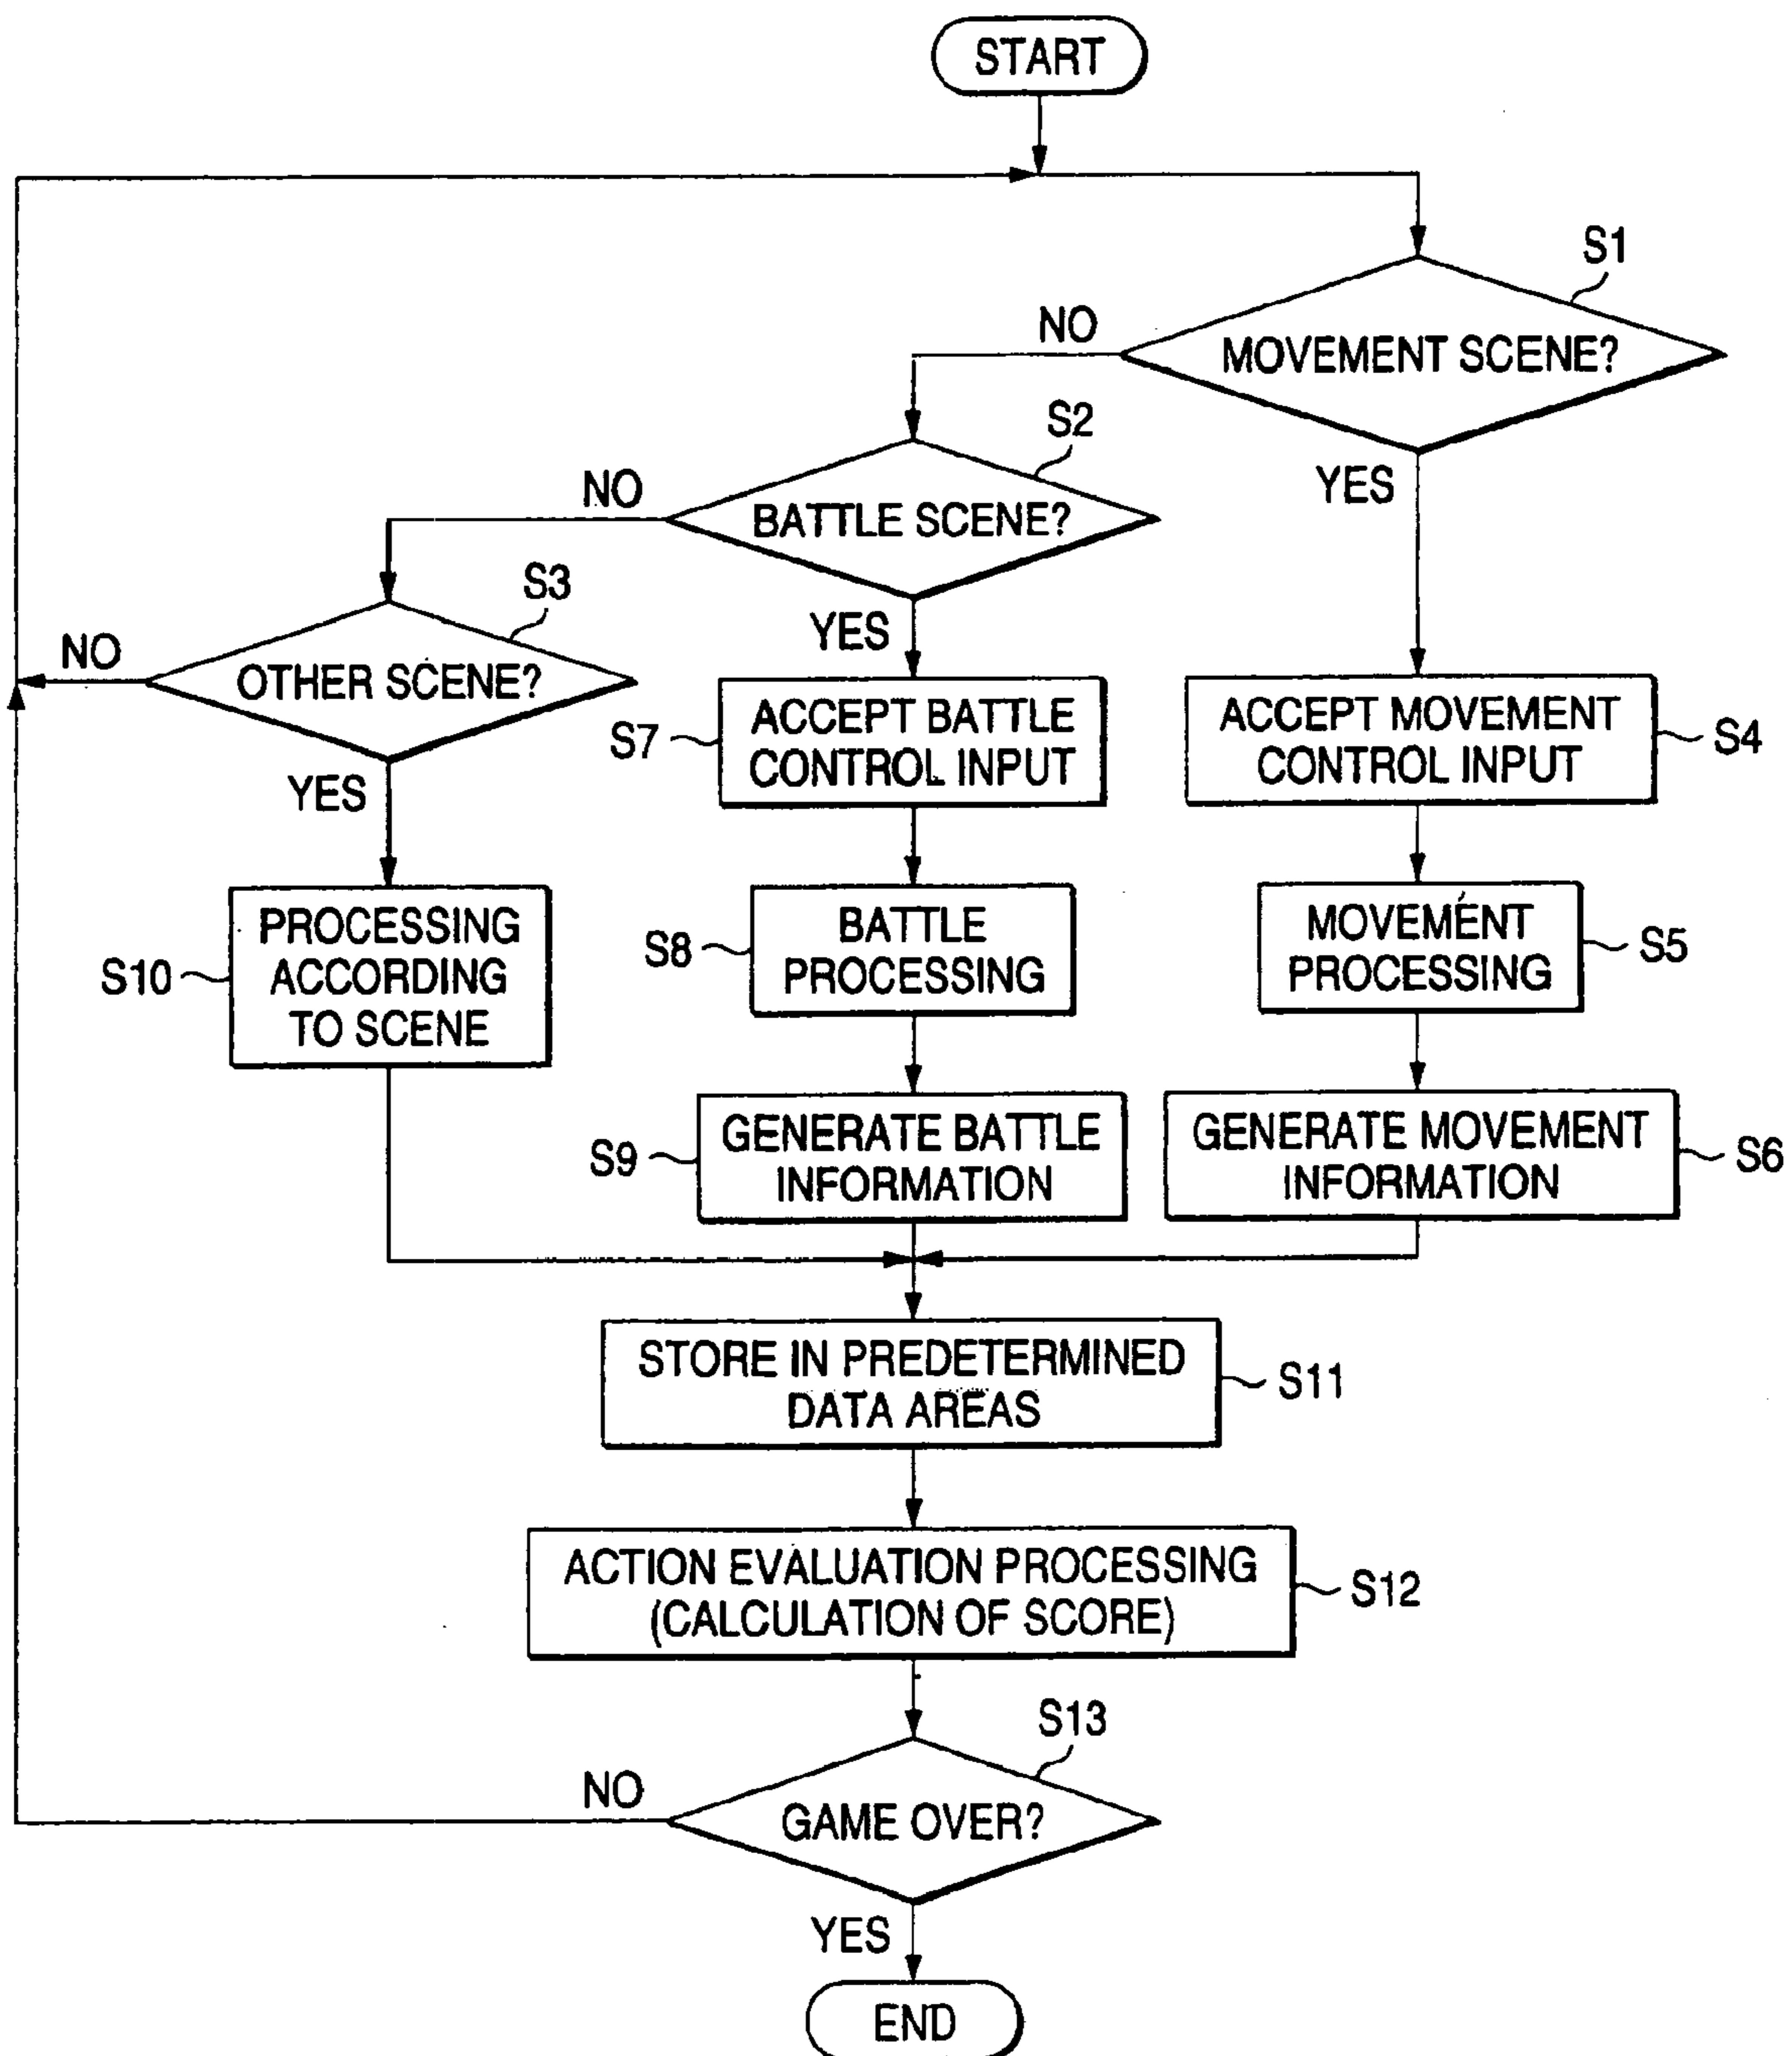 START
S1
NO
MOVEMENT SCENE?
S2
YES
NO
BATTLE SCENE?
S3
YES
NO
OTHER SCENE?
S7
ACCEPT BATTLE
CONTROL INPUT
ACCEPT MOVEMENT
CONTROL INPUT
S4
YES
S10
PROCESSING
ACCORDING
TO SCENE
S8
BATTLE
PROCESSING
MOVEMENT
PROCESSING
S5
S9
GENERATE BATTLE
INFORMATION
GENERATE MOVEMENT
INFORMATION
S6
STORE IN PREDETERMINED
DATA AREAS
S11
ACTION EVALUATION PROCESSING
(CALCULATION OF SCORE)
S12
S13
NO
GAME OVER?
YES
END